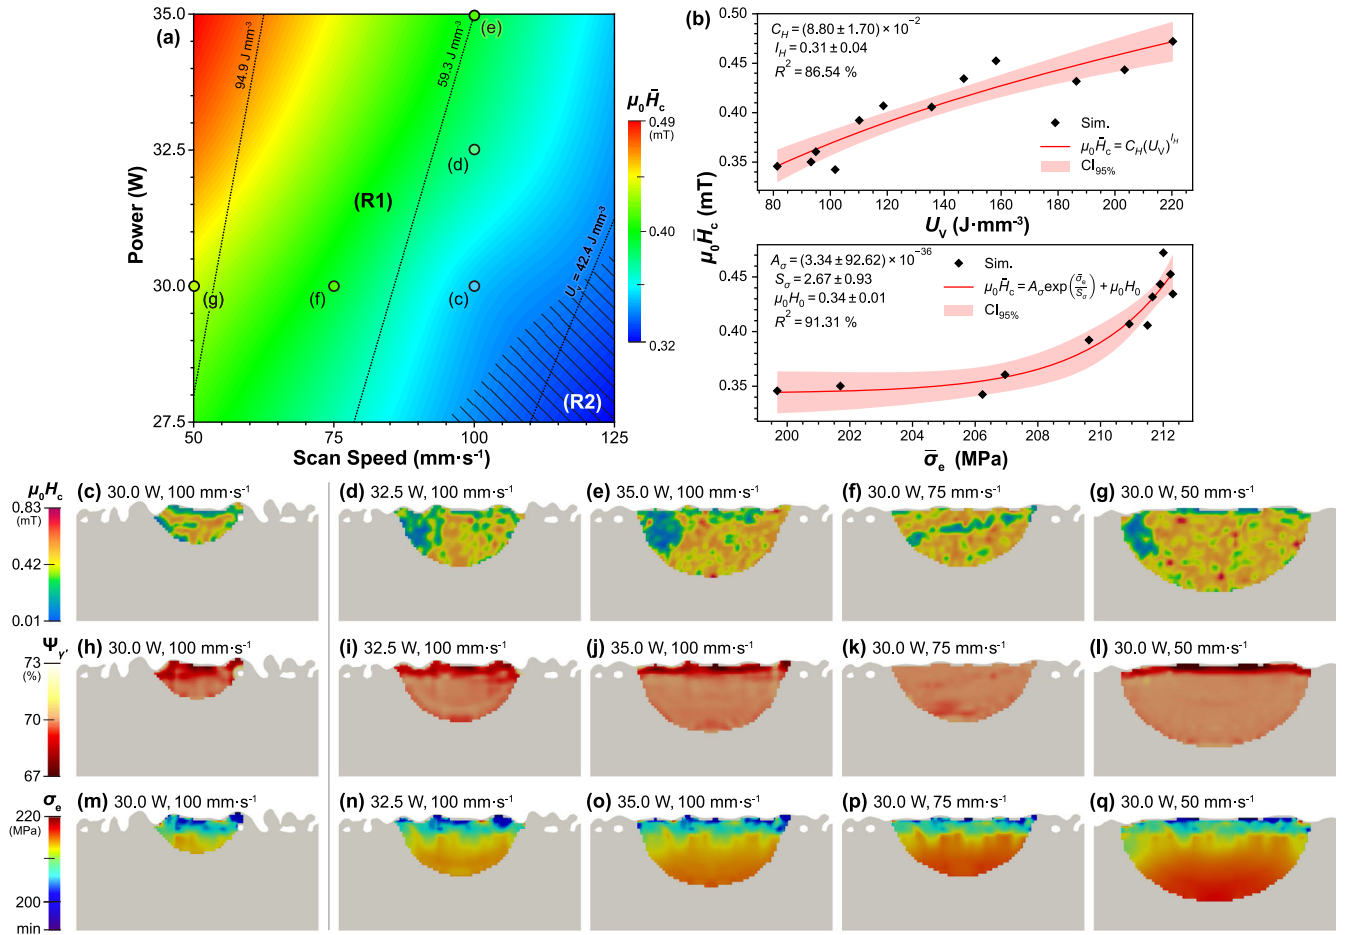 (a)
35.0
32.5
30.0
27.5
Power (W)
50
75
100
125
Scan Speed (mm·s⁻¹)
94.9 J mm⁻³
59.3 J mm⁻³
U_V = 42.4 J mm⁻³
(R1)
(R2)
(c)
(d)
(e)
(f)
(g)
μ₀H̄_c
0.49
(mT)
0.40
0.32
(b)
C_H = (8.80 ± 1.70) × 10⁻²
I_H = 0.31 ± 0.04
R² = 86.54 %
Sim.
μ₀H̄_c = C_H(U_V)^{I_H}
CI₉₅%
0.50
0.45
0.40
0.35
80
100
120
140
160
180
200
220
U_V (J·mm⁻³)
μ₀H̄_c (mT)
A_σ = (3.34 ± 92.62) × 10⁻³⁶
S_σ = 2.67 ± 0.93
μ₀H₀ = 0.34 ± 0.01
R² = 91.31 %
Sim.
μ₀H̄_c = A_σ exp(σ̄_e/S_σ) + μ₀H₀
CI₉₅%
0.45
0.40
0.35
200
202
204
206
208
210
212
σ̄_e (MPa)
μ₀H_c
0.83
(mT)
0.42
0.01
(c) 30.0 W, 100 mm·s⁻¹
(d) 32.5 W, 100 mm·s⁻¹
(e) 35.0 W, 100 mm·s⁻¹
(f) 30.0 W, 75 mm·s⁻¹
(g) 30.0 W, 50 mm·s⁻¹
Ψ_γ′
73
(%)
70
67
(h) 30.0 W, 100 mm·s⁻¹
(i) 32.5 W, 100 mm·s⁻¹
(j) 35.0 W, 100 mm·s⁻¹
(k) 30.0 W, 75 mm·s⁻¹
(l) 30.0 W, 50 mm·s⁻¹
σ_e
220
(MPa)
200
min
(m) 30.0 W, 100 mm·s⁻¹
(n) 32.5 W, 100 mm·s⁻¹
(o) 35.0 W, 100 mm·s⁻¹
(p) 30.0 W, 75 mm·s⁻¹
(q) 30.0 W, 50 mm·s⁻¹